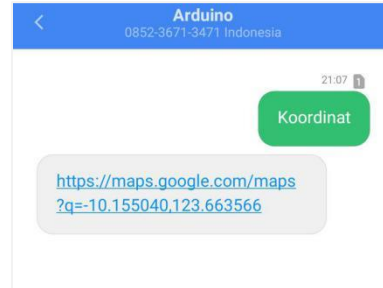 Arduino
0852-3671-3471 Indonesia
21:07 1
Koordinat
https://maps.google.com/maps
?q=-10.155040,123.663566